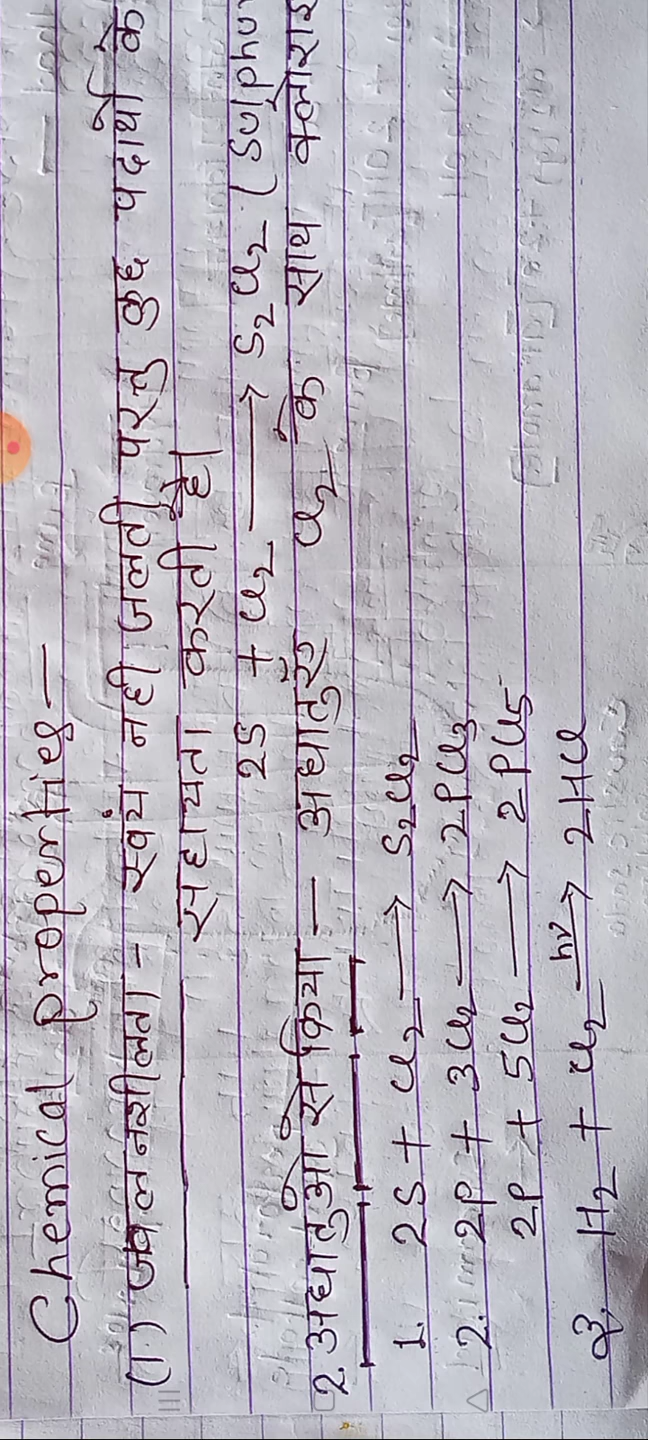 Chemical properties —
(1) ज्वलनशीलता - स्वयं नही जलती परन्तु कुछ पदार्थो के
सहायता करती है।
2S + Cl₂ ⟶ S₂Cl₂ (Sulphur
2. अधातुओं से क्रिया — अधातुएँ Cl₂ के साथ क्लोराइ
1. 2S + Cl₂ ⟶ S₂Cl₂
2. 2P + 3Cl₂ ⟶ 2PCl₃
2P + 5Cl₂ ⟶ 2PCl₅
3. H₂ + Cl₂ hν⟶ 2HCl